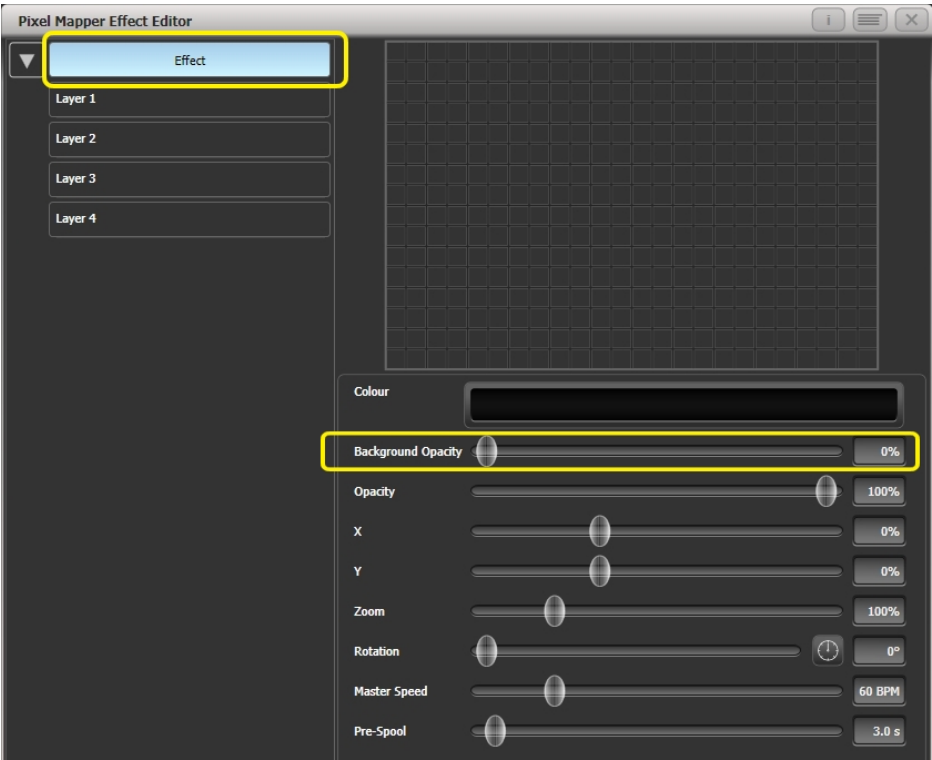 Pixel Mapper Effect Editor
i
Effect
Layer 1
Layer 2
Layer 3
Layer 4
Colour
Background Opacity 0%
Opacity 100%
X 0%
Y 0%
Zoom 100%
Rotation 0°
Master Speed 60 BPM
Pre-Spool 3.0 s